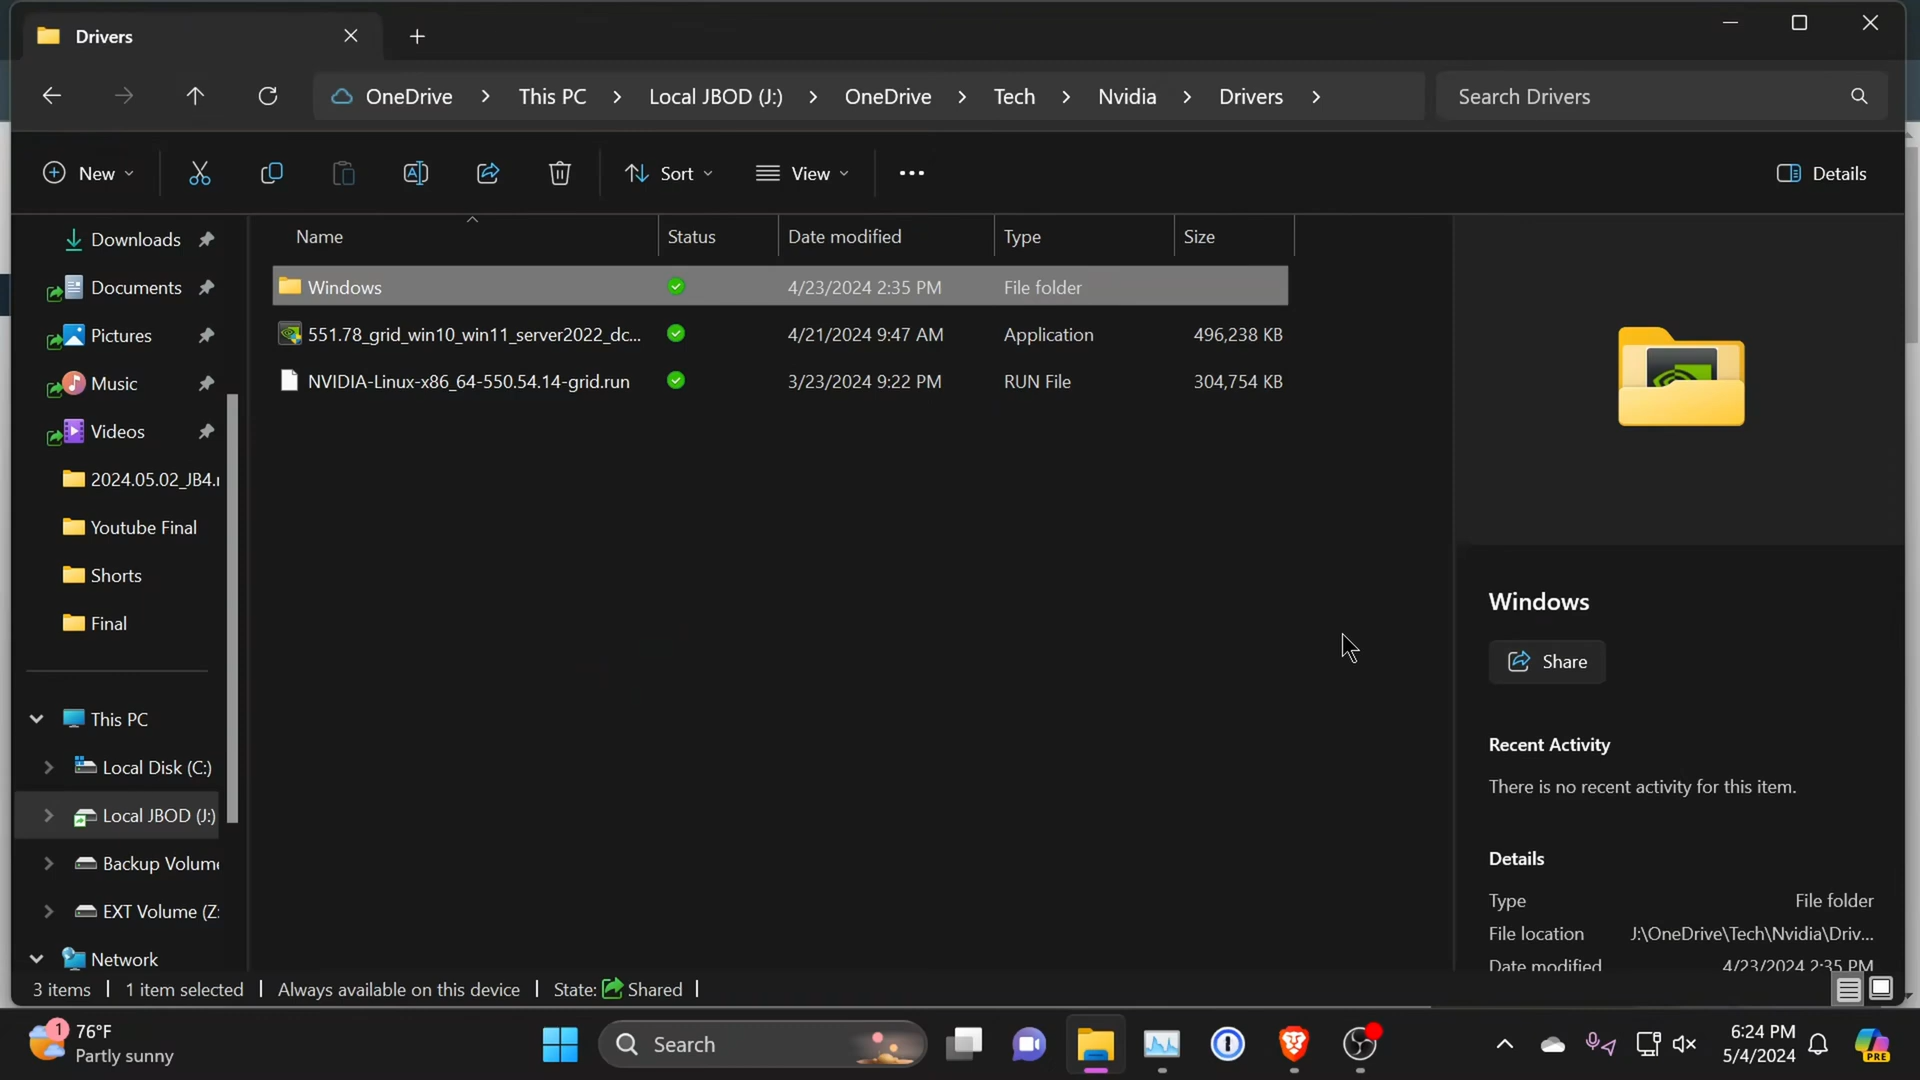 Drivers
OneDrive > This PC > Local JBOD (J:) > OneDrive > Tech > Nvidia > Drivers >
Search Drivers
New
Sort
View
Details
Name Status Date modified Type Size
Windows 4/23/2024 2:35 PM File folder
551.78_grid_win10_win11_server2022_dc... 4/21/2024 9:47 AM Application 496,238 KB
NVIDIA-Linux-x86_64-550.54.14-grid.run 3/23/2024 9:22 PM RUN File 304,754 KB
Downloads
Documents
Pictures
Music
Videos
2024.05.02_JB4.
Youtube Final
Shorts
Final
This PC
Local Disk (C:)
Local JBOD (J:)
Backup Volum
EXT Volume (Z:
Network
Windows
Share
Recent Activity
There is no recent activity for this item.
Details
Type File folder
File location J:\OneDrive\Tech\Nvidia\Driv...
Date modified 4/23/2024 2:35 PM
3 items | 1 item selected | Always available on this device | State: Shared |
1
76°F
Partly sunny
Search
6:24 PM
5/4/2024
PRE